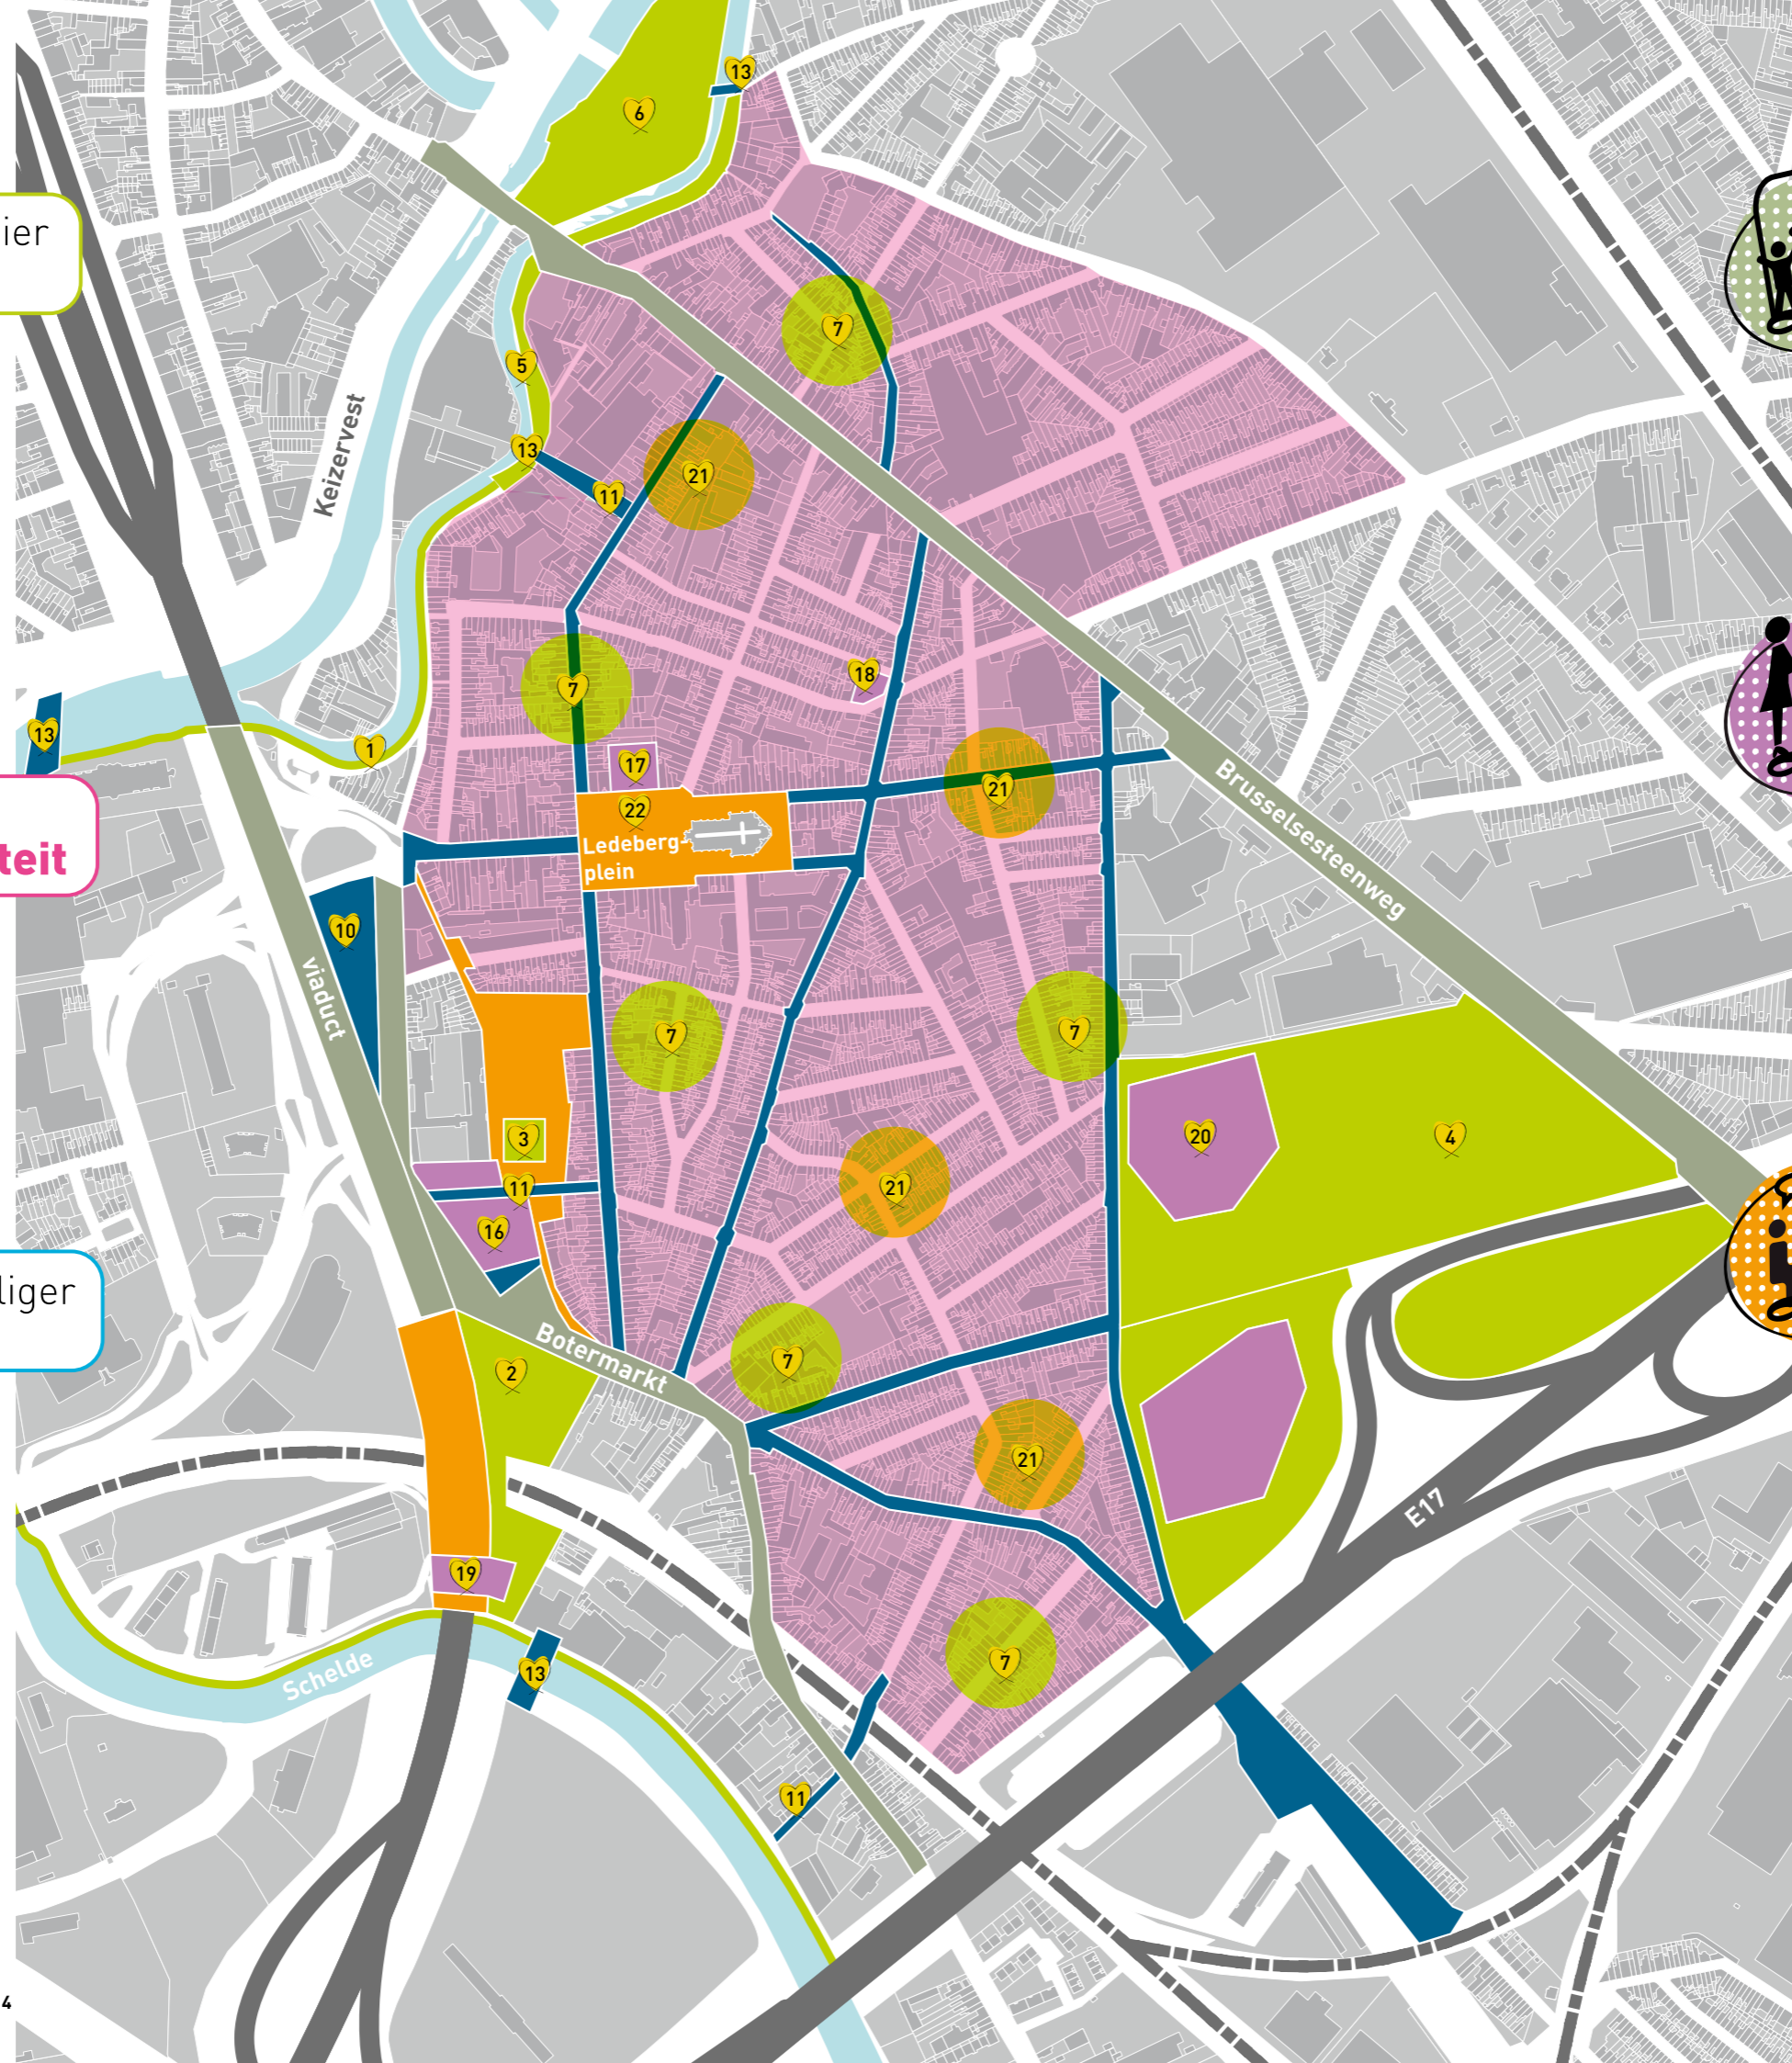 13
6
ier
7
5
Keizervest
13
21
11
18
7
13
1
17
21
22
Ledeberg-
plein
Brusselsesteenweg
teit
10
viaduct
7
7
3
20
4
11
21
16
liger
Botermarkt
2
7
21
E17
19
Schelde
13
7
11
4